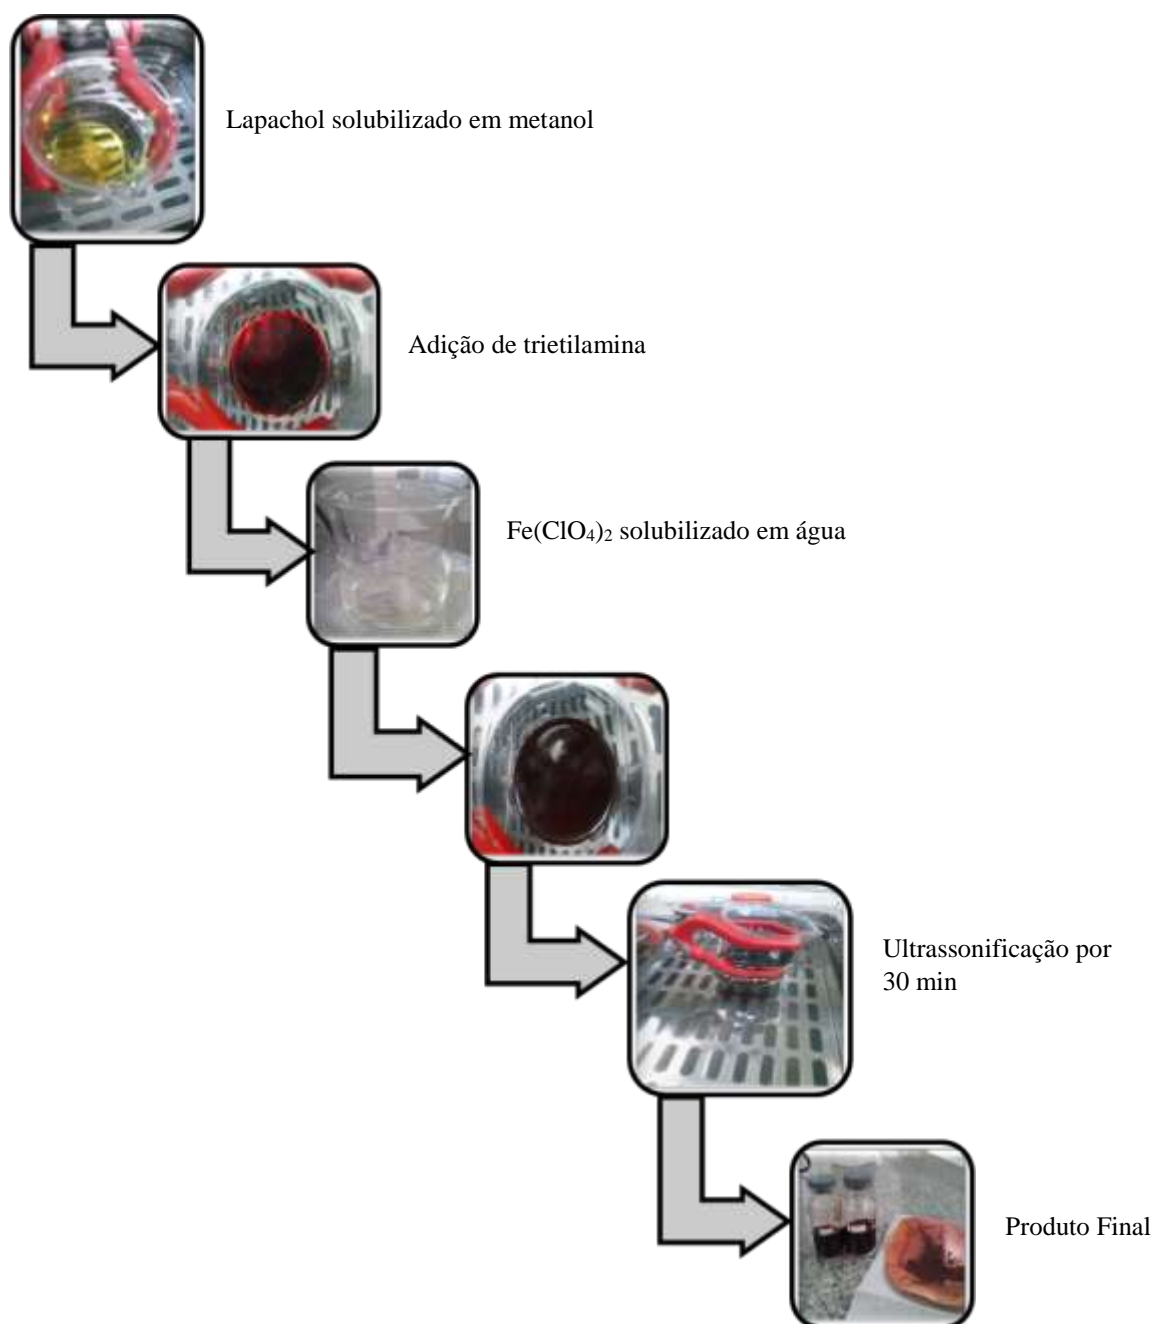 Lapachol solubilizado em metanol
Adição de trietilamina
Fe(ClO₄)₂ solubilizado em água
Ultrassonificação por
30 min
Produto Final